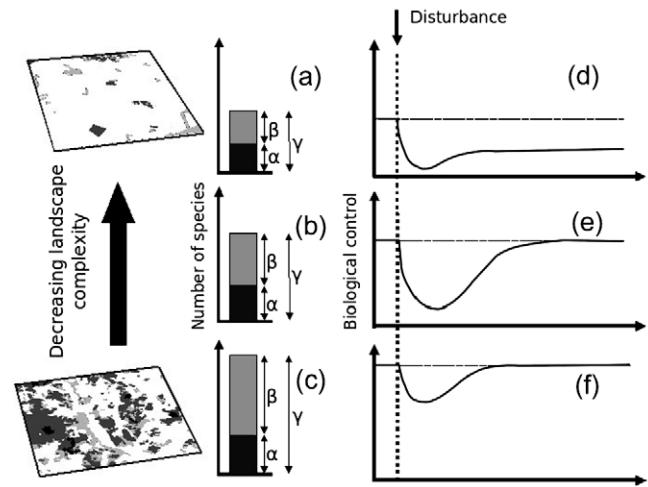 Disturbance
Decreasing landscape
complexity
Number of species
Biological control
(a)
β
α
γ
(b)
β
α
γ
(c)
β
α
γ
(d)
(e)
(f)